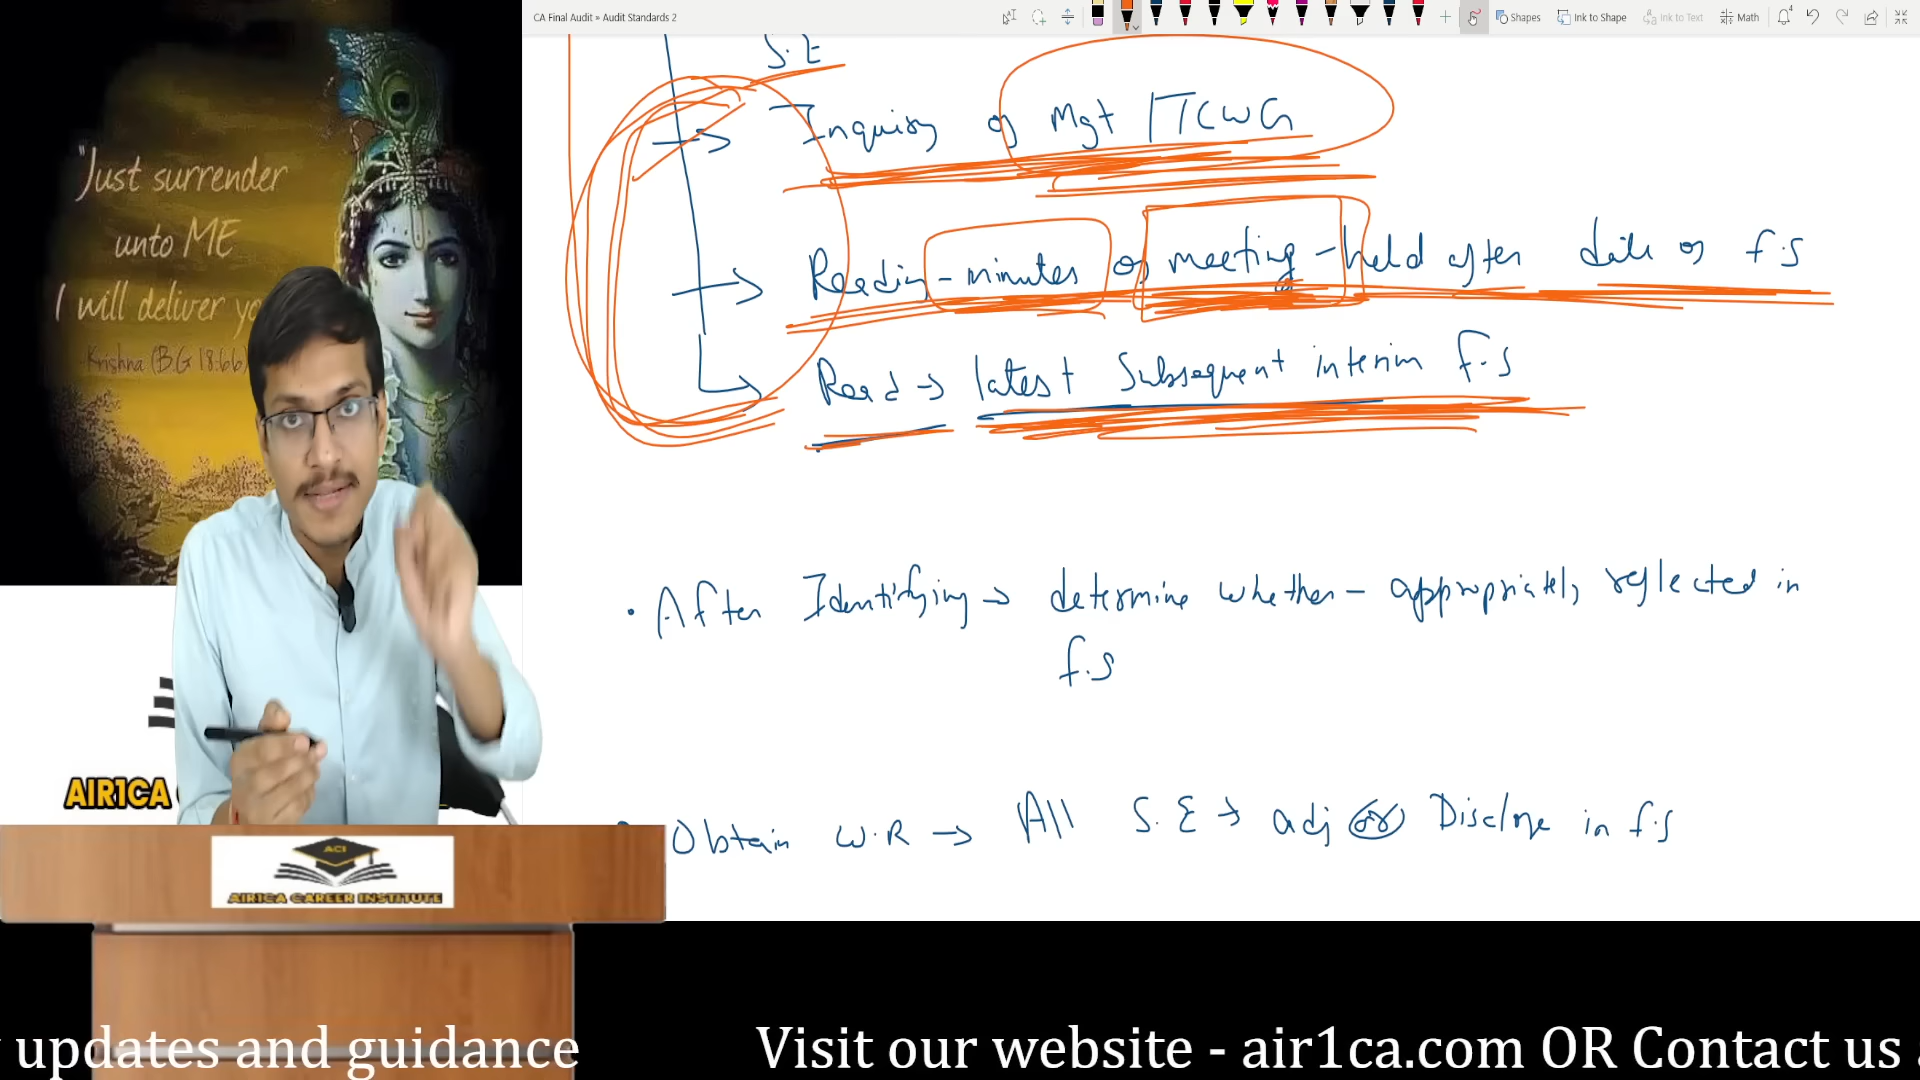 CA Final Audit » Audit Standards 2
Shapes
Ink to Shape
Ink to Text
Math
S.E
Inquiry of Mgt / TCWG
Reading - minutes of meeting - held after date of f.s
Read → latest subsequent interim f.s
• After Identifying → determine whether - appropriately reflected in
f.s
• Obtain W.R → All S.E → adj or Disclose in f.s
"Just surrender
unto ME
I will deliver yo
Krishna (B.G 18:66)
AIR1CA
ACI
AIR1CA CAREER INSTITUTE
updates and guidance
Visit our website - air1ca.com OR Contact us